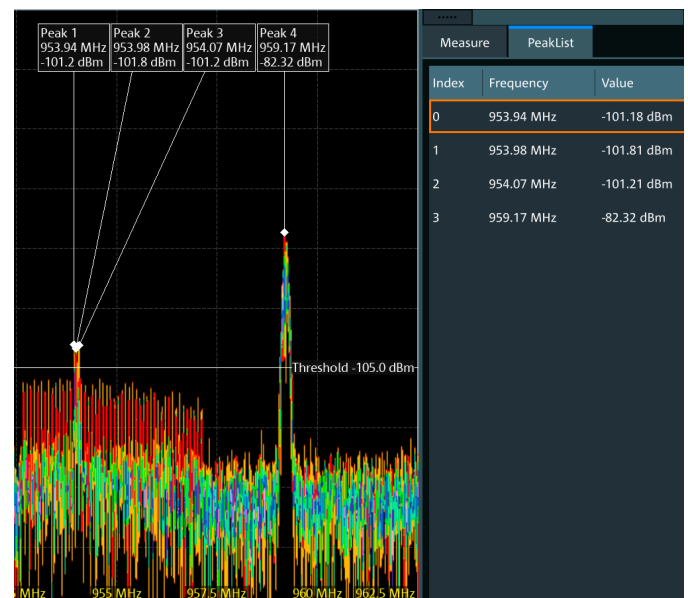 Peak 1
953.94 MHz
-101.2 dBm
Peak 2
953.98 MHz
-101.8 dBm
Peak 3
954.07 MHz
-101.2 dBm
Peak 4
959.17 MHz
-82.32 dBm
Threshold -105.0 dBm
MHz
955 MHz
957.5 MHz
960 MHz
962.5 MHz
Measure
PeakList
Index Frequency Value
0 953.94 MHz -101.18 dBm
1 953.98 MHz -101.81 dBm
2 954.07 MHz -101.21 dBm
3 959.17 MHz -82.32 dBm